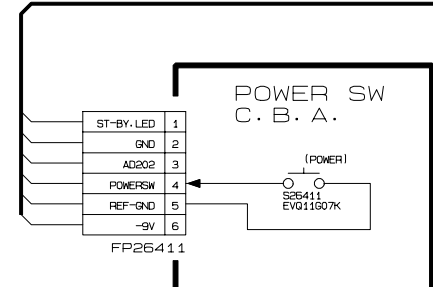 POWER SW
C. B. A.
ST-BY. LED 1
GND 2
AD202 3
POWERSW 4
REF-GND 5
-9V 6
FP26411
(POWER)
S26411
EVQ11G07K